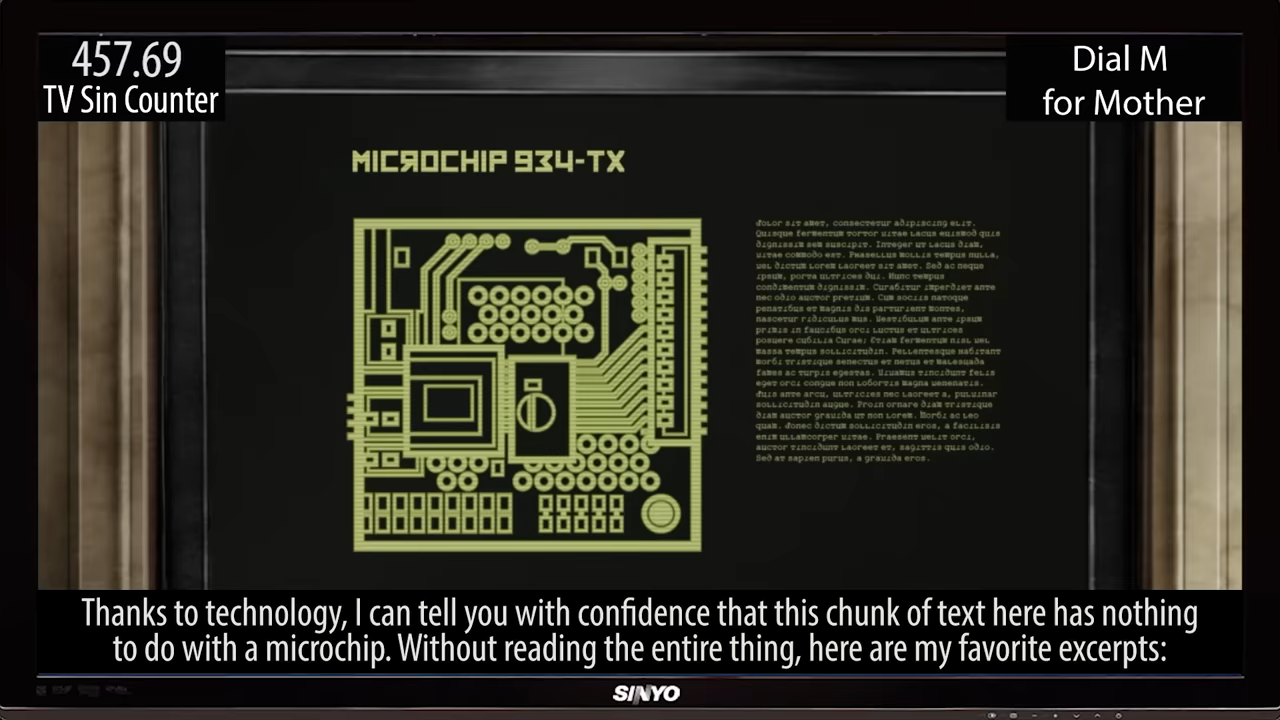 457.69
TV Sin Counter
Dial M
for Mother
MICROCHIP 934-TX
dolor sit amet, consectetur adipiscing elit.
Quisque fermentum tortor vitae lacus euismod quis
dignissim sem suscipit. Integer ut lacus diam,
vitae commodo est. Phasellus mollis tempus nulla,
vel dictum lorem laoreet sit amet. Sed ac neque
ipsum, porta ultrices dui. Nunc tempus
condimentum dignissim. Curabitur imperdiet ante
nec odio auctor pretium. Cum sociis natoque
penatibus et magnis dis parturient montes,
nascetur ridiculus mus. Vestibulum ante ipsum
primis in faucibus orci luctus et ultrices
posuere cubilia Curae; Etiam fermentum nisl vel
massa tempus sollicitudin. Pellentesque habitant
morbi tristique senectus et netus et malesuada
fames ac turpis egestas. Vivamus tincidunt felis
eget orci congue non lobortis magna venenatis.
duis ante arcu, ultricies nec laoreet a, pulvinar
sollicitudin augue. Proin ornare diam tristique
diam auctor gravida ut non lorem. Morbi ac leo
quam. donec dictum sollicitudin eros, a facilisis
enim ullamcorper vitae. Praesent velit orci,
auctor tincidunt laoreet et, sagittis quis odio.
Sed at sapien purus, a gravida eros.
Thanks to technology, I can tell you with confidence that this chunk of text here has nothing
to do with a microchip. Without reading the entire thing, here are my favorite excerpts:
SINYO